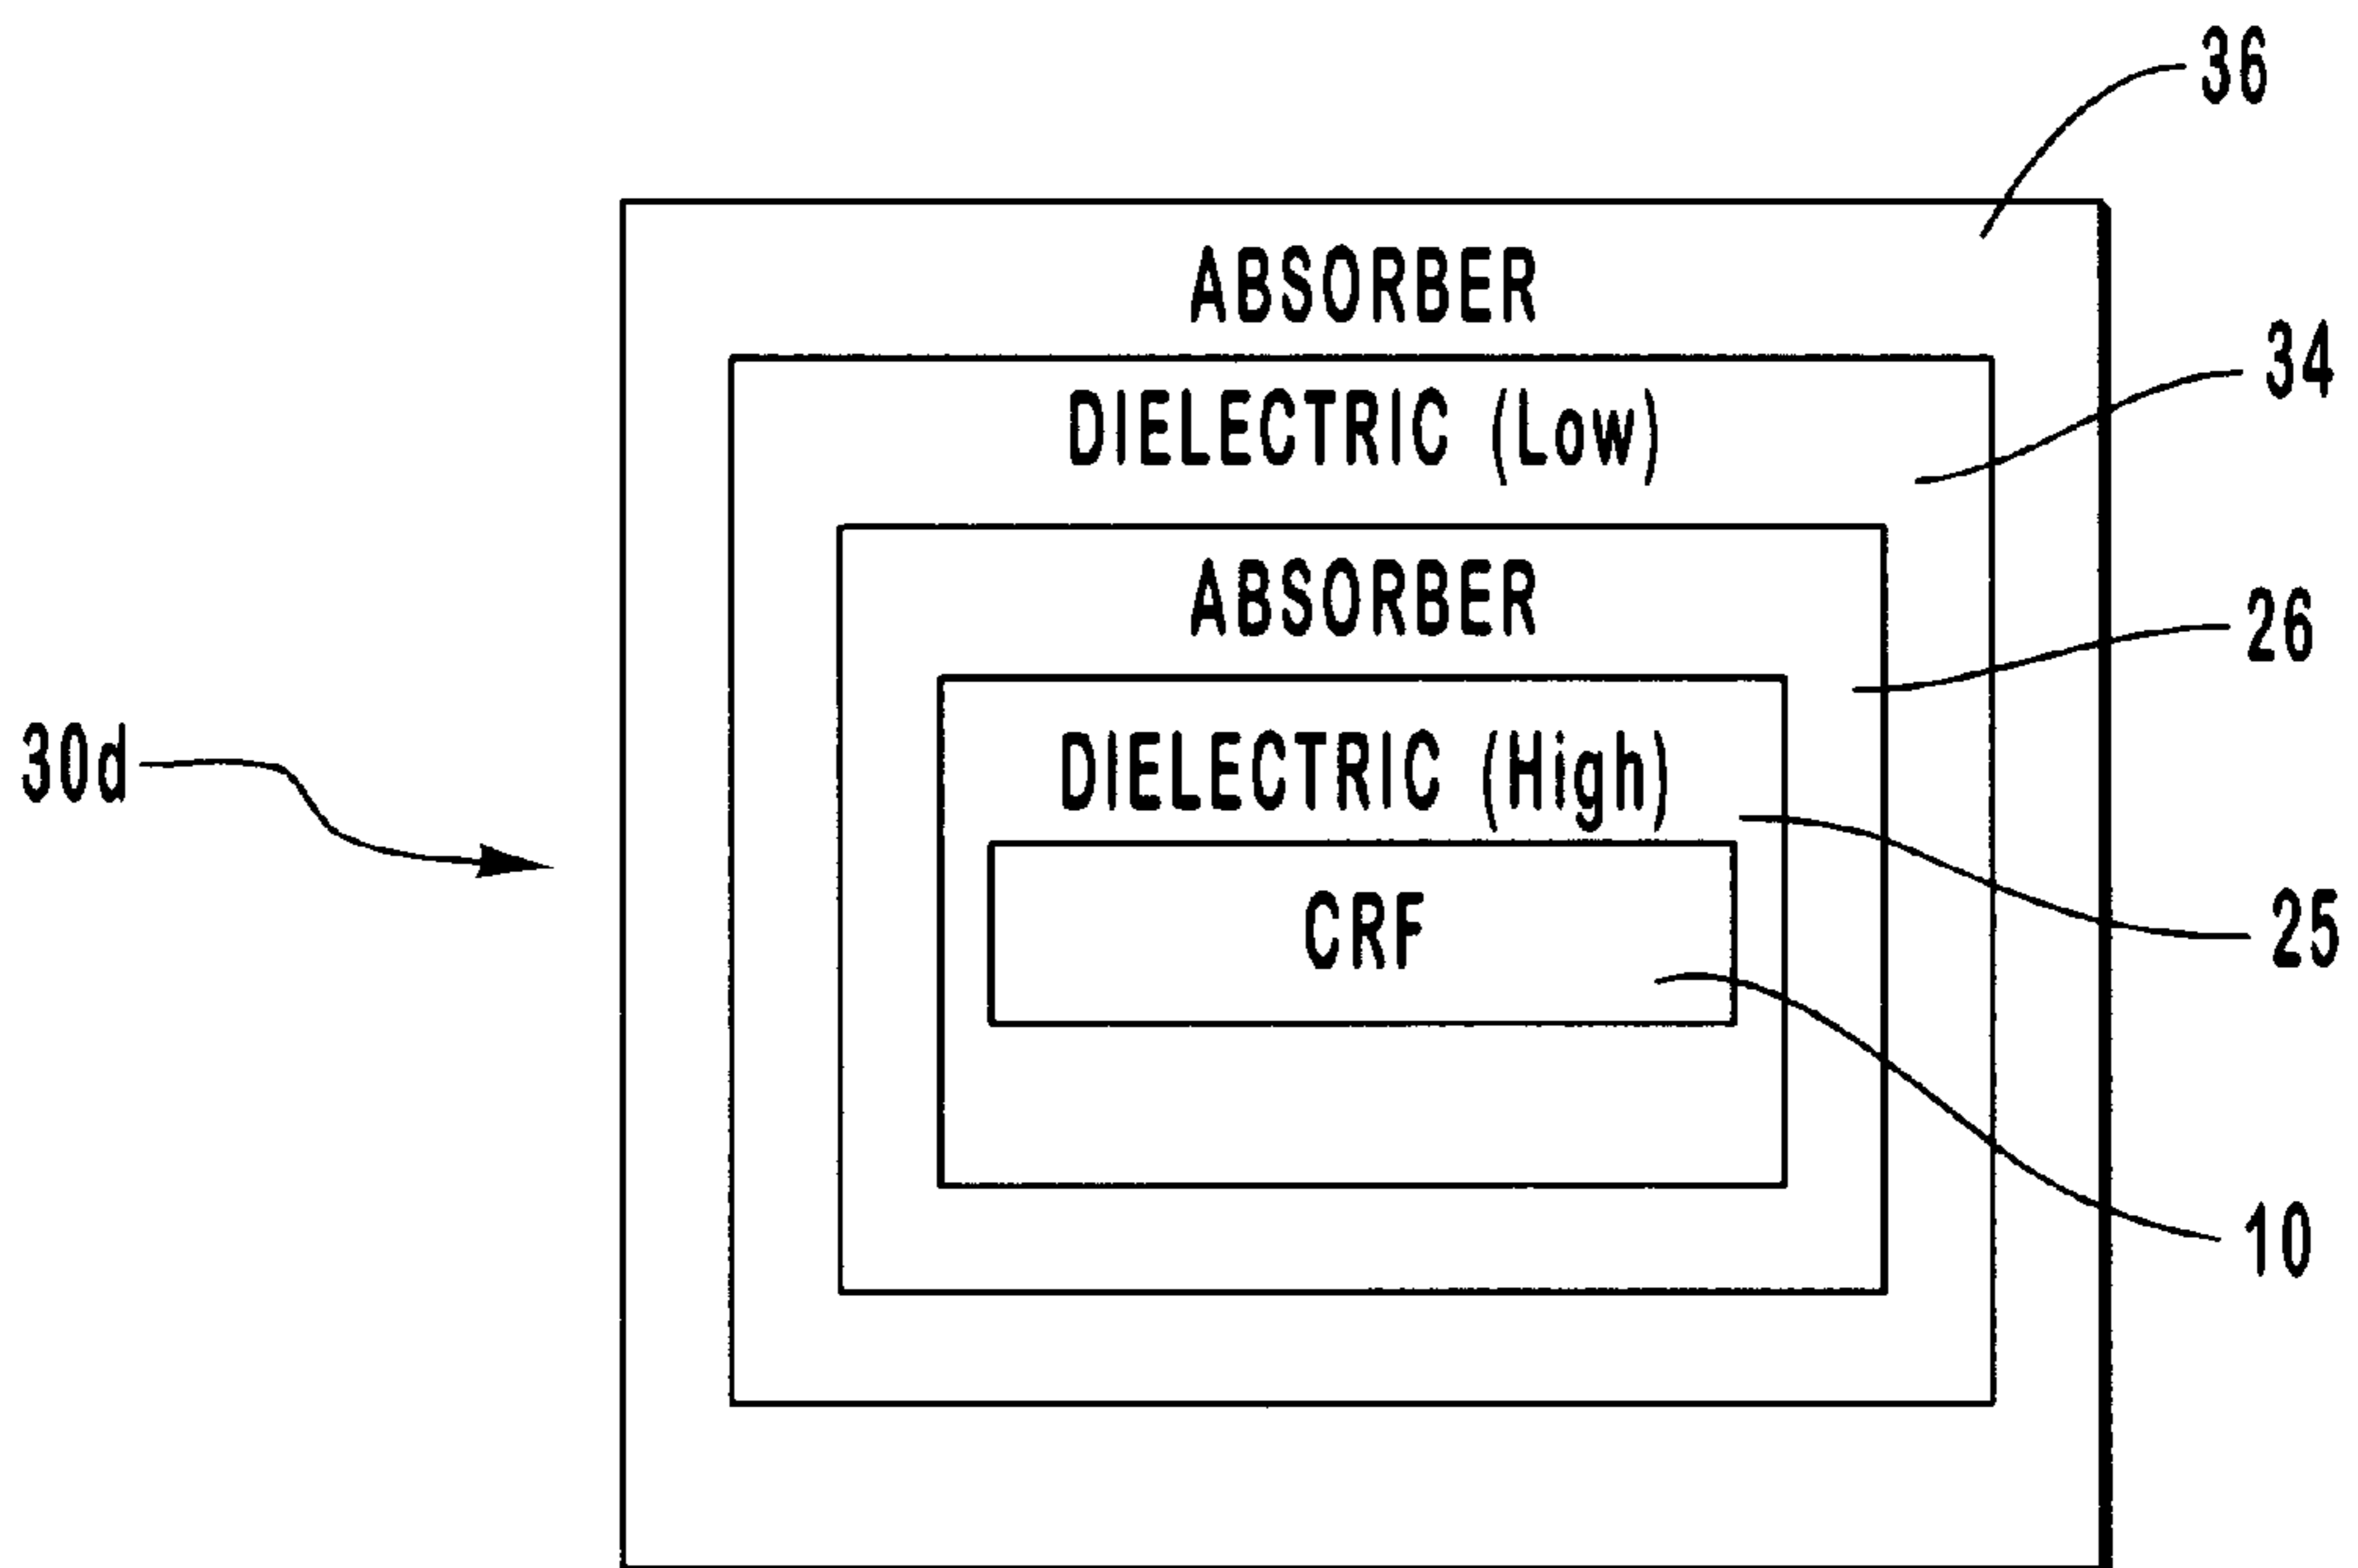 36
ABSORBER
34
DIELECTRIC (Low)
ABSORBER
26
30d
DIELECTRIC (High)
25
CRF
10